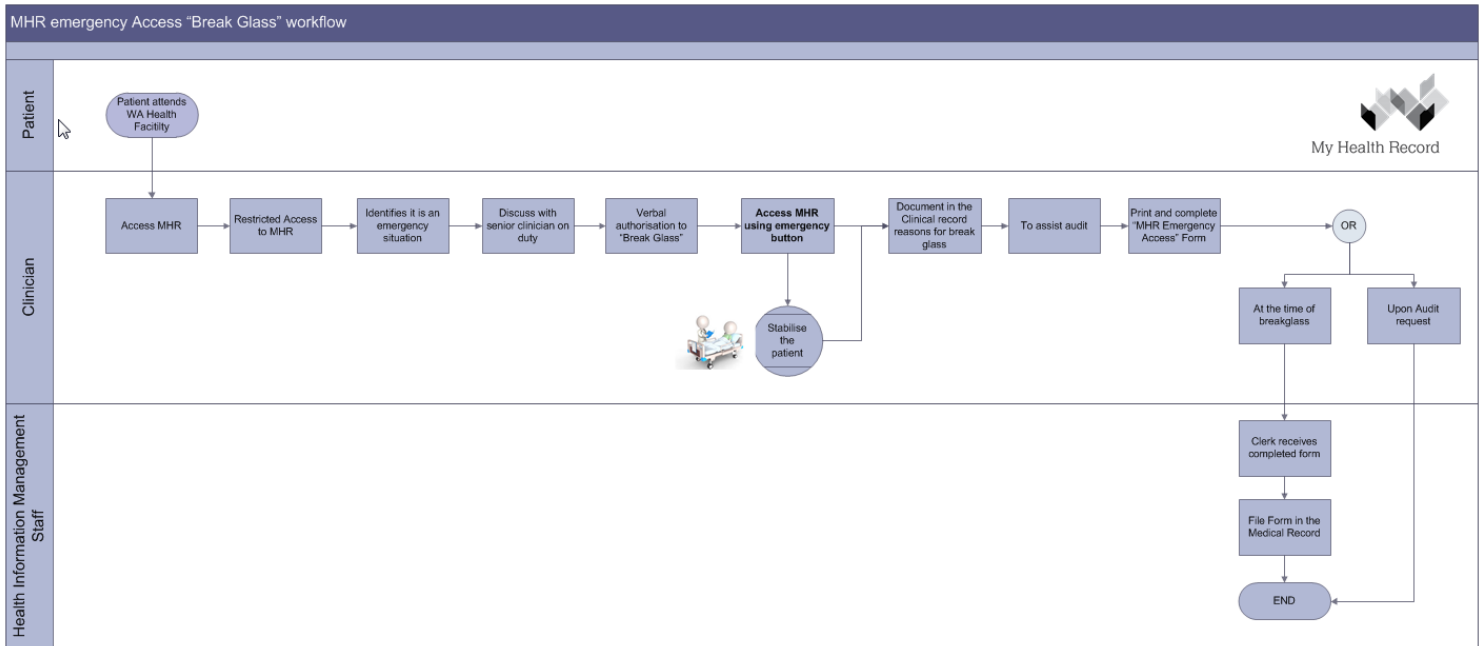 MHR emergency Access “Break Glass” workflow
Patient
Patient attends
WA Health
Facitilty
My Health Record
Clinician
Access MHR
Restricted Access
to MHR
Identifies it is an
emergency
situation
Discuss with
senior clinician on
duty
Verbal
authorisation to
“Break Glass”
Access MHR
using emergency
button
Document in the
Clinical record
reasons for break
glass
To assist audit
Print and complete
“MHR Emergency
Access” Form
OR
Stabilise
the
patient
At the time of
breakglass
Upon Audit
request
Health Information Management
Staff
Clerk receives
completed form
File Form in the
Medical Record
END